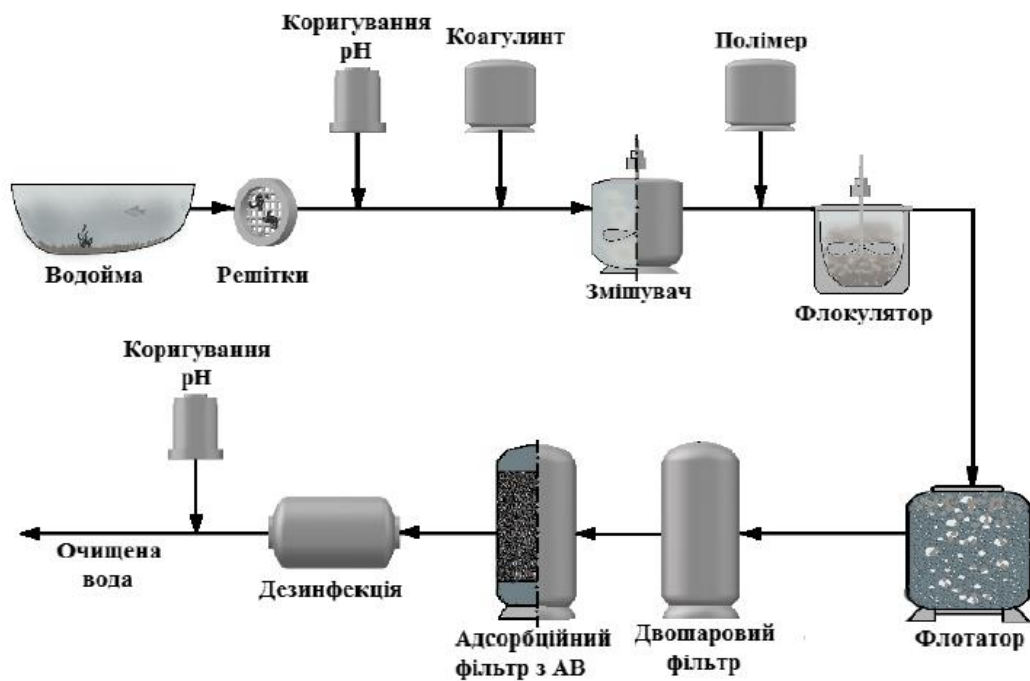 Коригування
pH
Коагулянт
Полімер
Водойма
Решітки
Змішувач
Флокулятор
Коригування
pH
Очищена
вода
Дезинфекція
Адсорбційний
фільтр з АВ
Двошаровий
фільтр
Флотатор